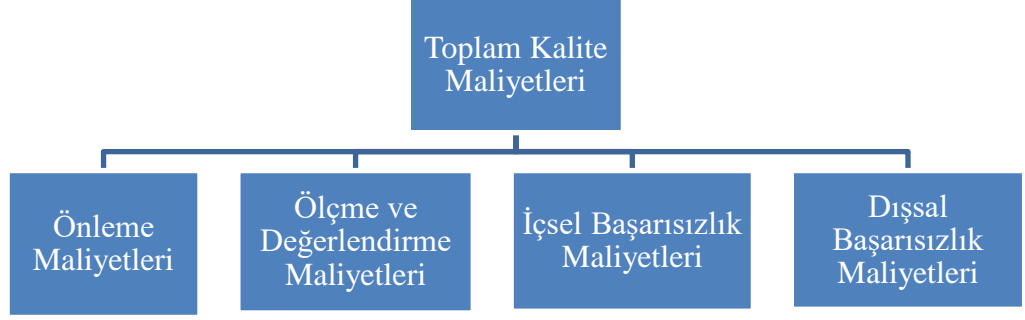 Toplam Kalite
Maliyetleri
Önleme
Maliyetleri
Ölçme ve
Değerlendirme
Maliyetleri
İçsel Başarısızlık
Maliyetleri
Dışsal
Başarısızlık
Maliyetleri